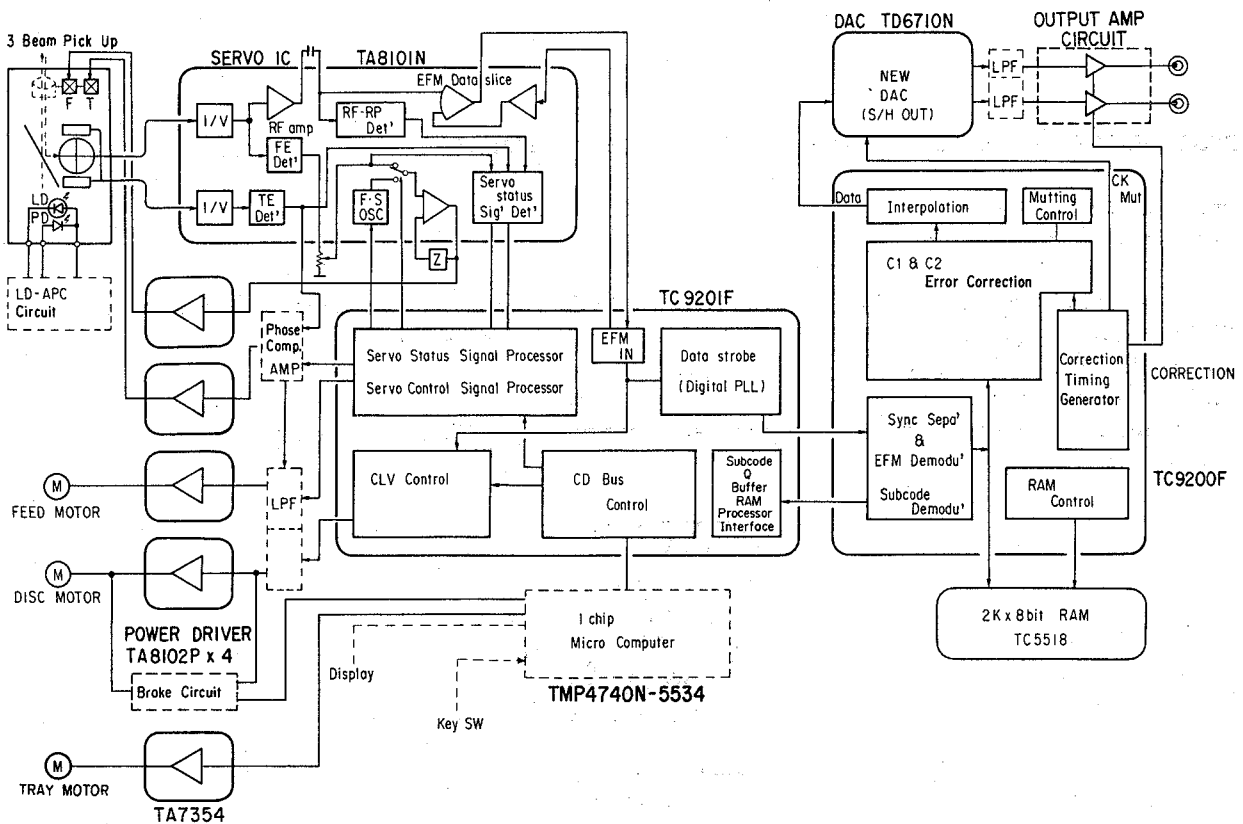 DAC TD6710N
OUTPUT AMP
CIRCUIT
3 Beam Pick Up
SERVO IC
TA8101N
EFM Data slice
NEW
DAC
(S/H OUT)
LPF
LPF
F T
I/V
RF amp
RF-RP
Det'
FE
Det'
I/V
TE
Det'
F·S
OSC
Servo
status
Sig' Det'
LD
PD
Z
CK
Mut
Data
Interpolation
Mutting
Control
C1 & C2
Error Correction
LD-APC
Circuit
TC9201F
Phase
Comp.
AMP
Servo Status Signal Processor
Servo Control Signal Processor
EFM
IN
Data strobe
(Digital PLL)
Correction
Timing
Generator
CORRECTION
Sync Sepa'
&
EFM Demodu'
Subcode
Demodu'
M
FEED MOTOR
LPF
CLV Control
CD Bus
Control
Subcode
Q
Buffer
RAM
Processor
Interface
RAM
Control
TC9200F
M
DISC MOTOR
POWER DRIVER
TA8102P x 4
Broke Circuit
1 chip
Micro Computer
2K x 8bit RAM
TC5518
Display
TMP4740N-5534
Key SW
M
TRAY MOTOR
TA7354